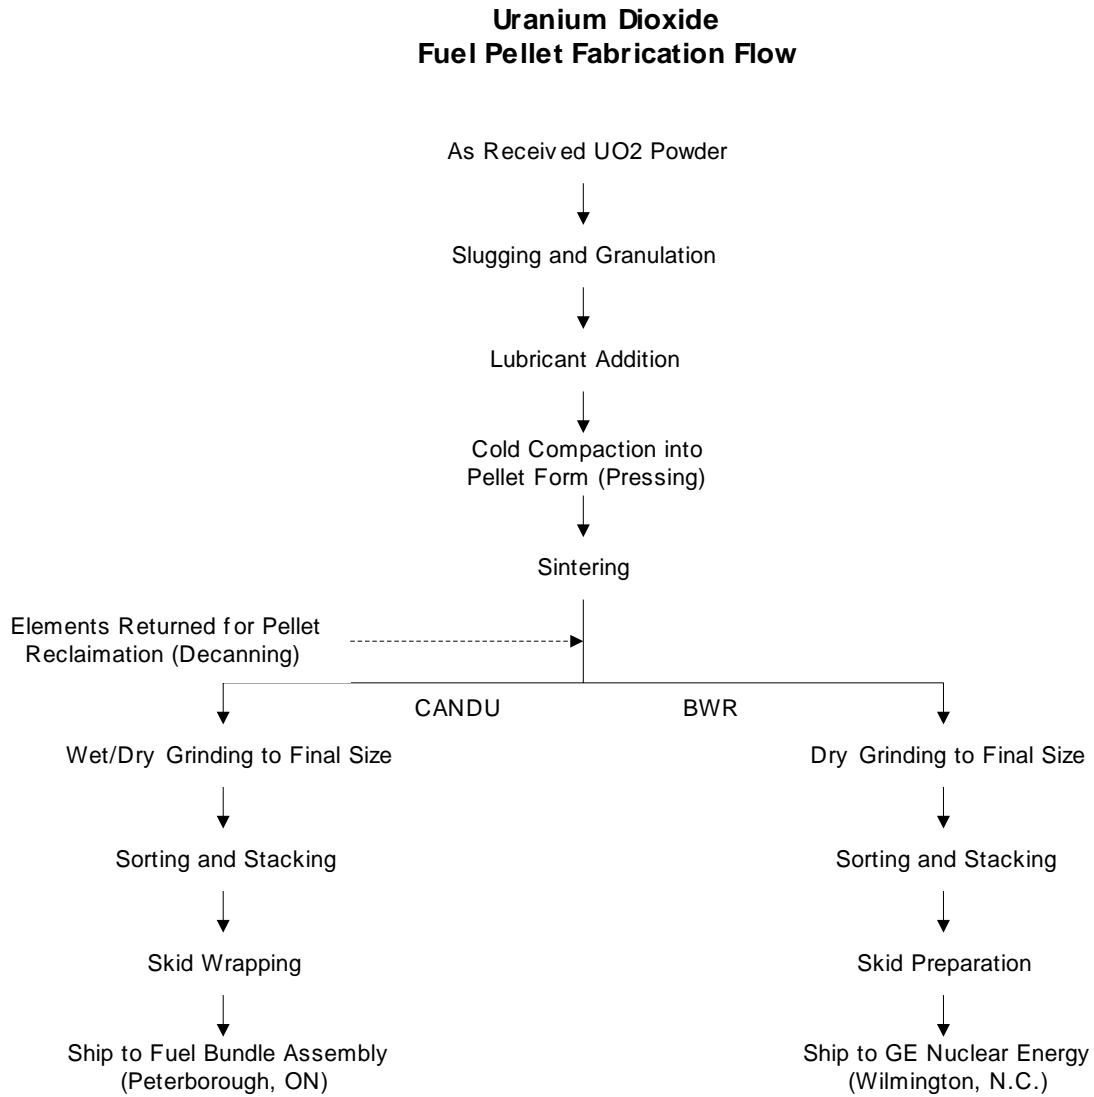 Uranium Dioxide
Fuel Pellet Fabrication Flow
As Received UO2 Powder
Slugging and Granulation
Lubricant Addition
Cold Compaction into
Pellet Form (Pressing)
Sintering
Elements Returned for Pellet
Reclaimation (Decanning)
CANDU
BWR
Wet/Dry Grinding to Final Size
Dry Grinding to Final Size
Sorting and Stacking
Sorting and Stacking
Skid Wrapping
Skid Preparation
Ship to Fuel Bundle Assembly
(Peterborough, ON)
Ship to GE Nuclear Energy
(Wilmington, N.C.)